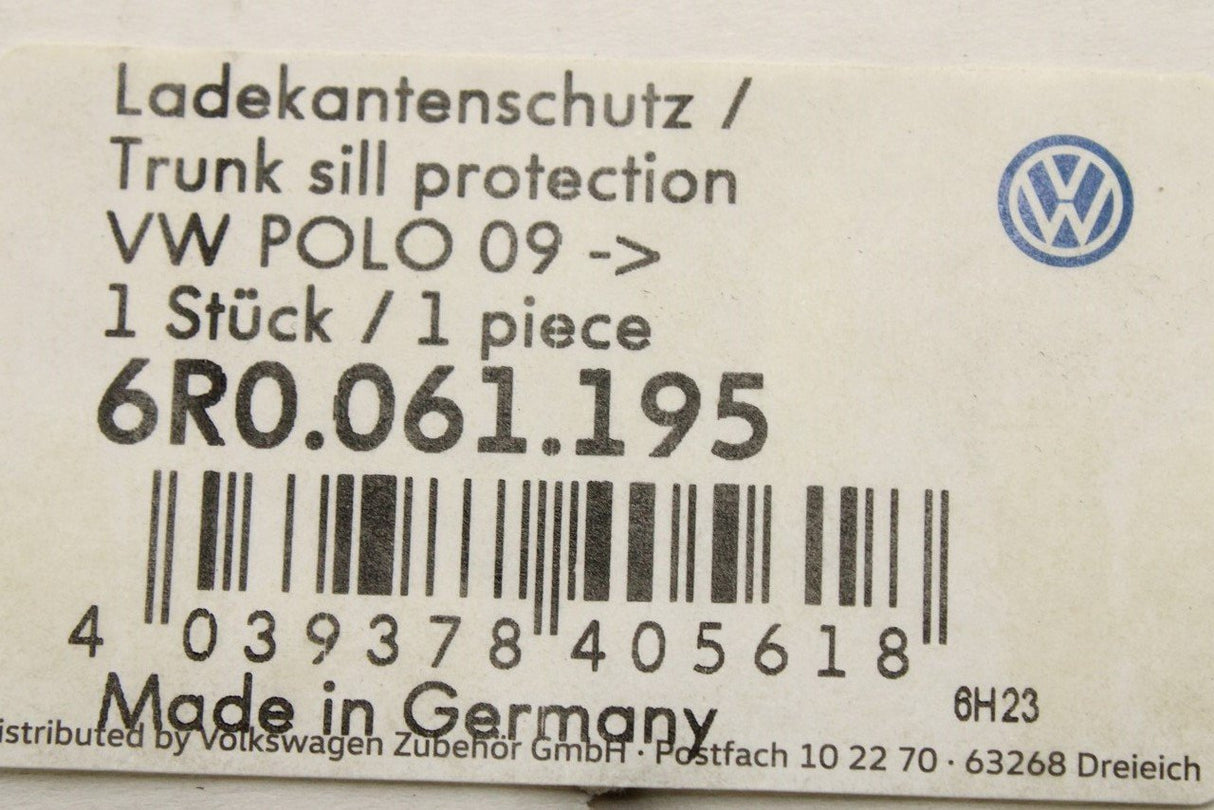 Ladekantenschutz /
Trunk sill protection
VW POLO 09 ->
1 Stück / 1 piece
6R0.061.195
4 039378 405618
Made in Germany
6H23
istributed by Volkswagen Zubehör GmbH · Postfach 10 22 70 · 63268 Dreieich